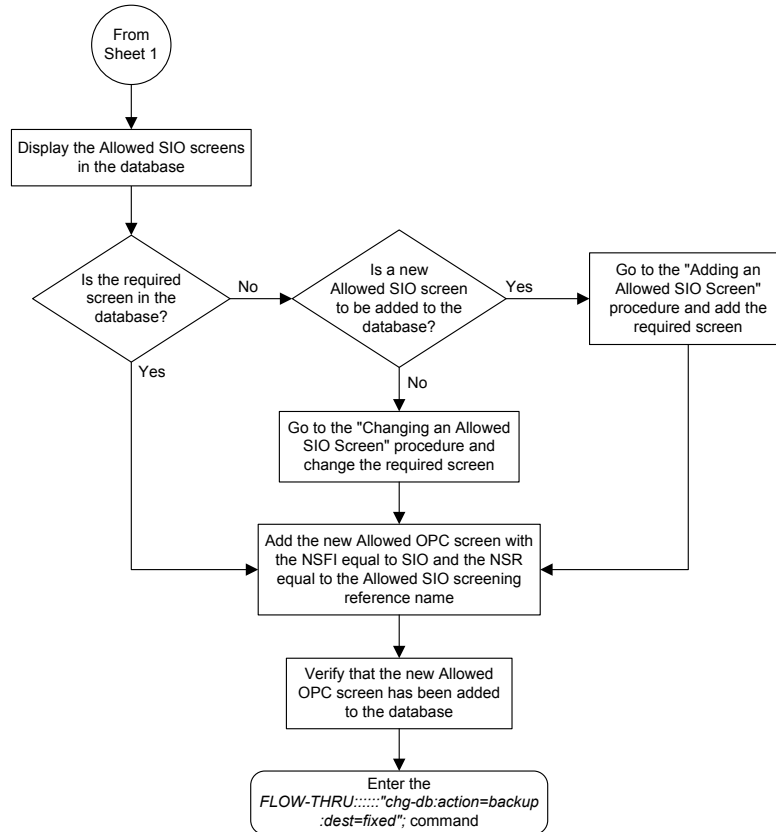 From
Sheet 1
Display the Allowed SIO screens
in the database
Is the required
screen in the
database?
No
Yes
Is a new
Allowed SIO screen
to be added to the
database?
Yes
No
Go to the "Adding an
Allowed SIO Screen"
procedure and add the
required screen
Go to the "Changing an Allowed
SIO Screen" procedure and
change the required screen
Add the new Allowed OPC screen with
the NSFI equal to SIO and the NSR
equal to the Allowed SIO screening
reference name
Verify that the new Allowed
OPC screen has been added
to the database
Enter the
FLOW-THRU::::::"chg-db:action=backup
:dest=fixed"; command